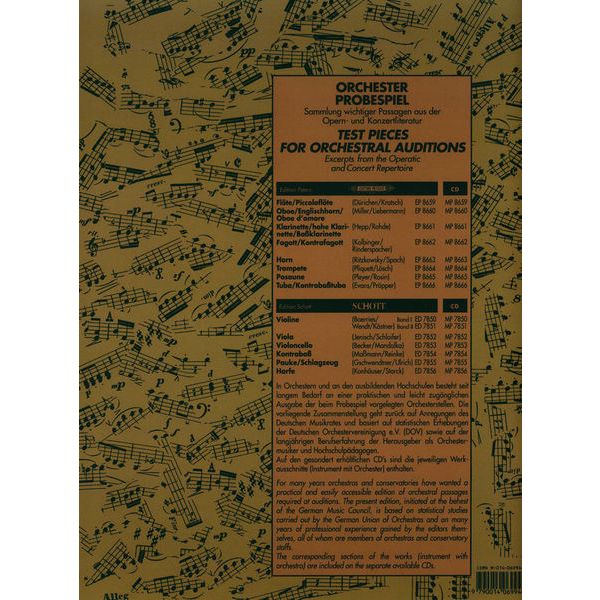 ORCHESTER
PROBESPIEL
Sammlung wichtiger Passagen aus der
Opern- und Konzertliteratur
TEST PIECES
FOR ORCHESTRAL AUDITIONS
Excerpts from the Operatic
and Concert Repertoire
Edition Peters CD
Flöte/Piccoloflöte (Dürichen/Kratsch) EP 8659 MP 8659
Oboe/Englischhorn/ (Miller/Liebermann) EP 8660 MP 8660
Oboe d'amore
Klarinette/hohe Klari- (Hepp/Rohde) EP 8661 MP 8661
nette/Baßklarinette
Fagott/Kontrafagott (Kolbinger/ EP 8662 MP 8662
Rinderspacher)
Horn (Ritzkowsky/Spach) EP 8663 MP 8663
Trompete (Pliquett/Lösch) EP 8664 MP 8664
Posaune (Pleyer/Rosin) EP 8665 MP 8665
Tuba/Kontrabaßtuba (Evans/Präpper) EP 8666 MP 8666
Edition Schott SCHOTT CD
Violine (Baernies/ Band I ED 7850 MP 7850
Wendt/Kästner) Band II ED 7851 MP 7851
Viola (Jenisch/Schloifer) ED 7852 MP 7852
Violoncello (Becker/Mandalka) ED 7853 MP 7853
Kontrabaß (Maßmann/Reinke) ED 7854 MP 7854
Pauke/Schlagzeug (Gschwendtner/Ulrich) ED 7855 MP 7855
Harfe (Konhäuser/Storck) ED 7856 MP 7856
In Orchestern und an den ausbildenden Hochschulen besteht seit
langem Bedarf an einer praktischen und leicht zugänglichen
Ausgabe der beim Probespiel vorgelegten Orchesterstellen. Die
vorliegende Zusammenstellung geht zurück auf Anregungen des
Deutschen Musikrates und basiert auf statistischen Erhebungen
der Deutschen Orchestervereinigung e.V. (DOV) sowie auf der
langjährigen Berufserfahrung der Herausgeber als Orchester-
musiker und Hochschulpädagogen.
Auf den gesondert erhältlichen CD's sind die jeweiligen Werk-
ausschnitte (Instrument mit Orchester) enthalten.
For many years orchestras and conservatories have wanted a
practical and easily accessible edition of orchestral passages
required at auditions. The present edition, initiated at the behest
of the German Music Council, is based on statistical studies
carried out by the German Union of Orchestras and on many
years of professional experience gained by the editors them-
selves, all of whom are members of orchestras and conservatory
staffs.
The corresponding sections of the works (instrument with
orchestra) are included on the separate available CDs.